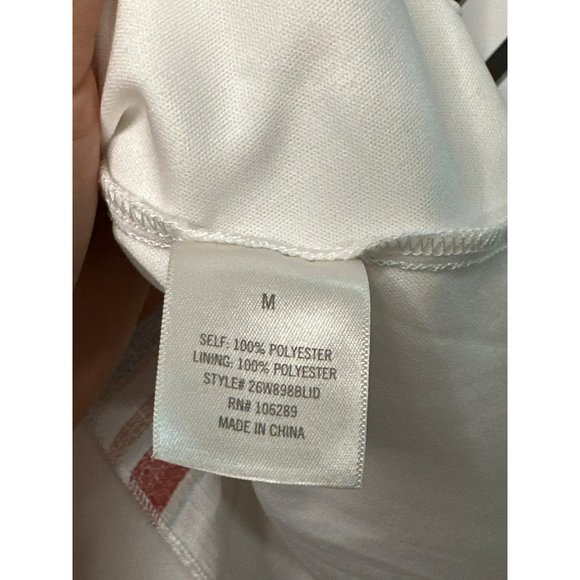 M
SELF: 100% POLYESTER
LINING: 100% POLYESTER
STYLE# 26W898BLID
RN# 106289
MADE IN CHINA